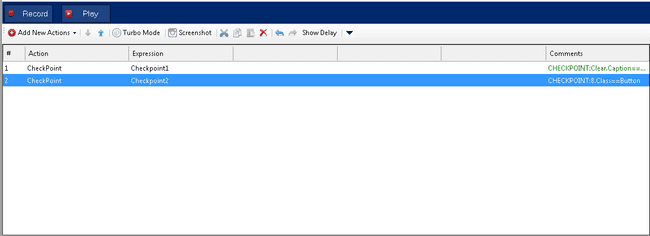 Record Play
Add New Actions Turbo Mode Screenshot Show Delay
# Action Expression Comments
1 CheckPoint Checkpoint1 CHECKPOINT:Clear.Caption==...
2 CheckPoint Checkpoint2 CHECKPOINT:8.Class==Button